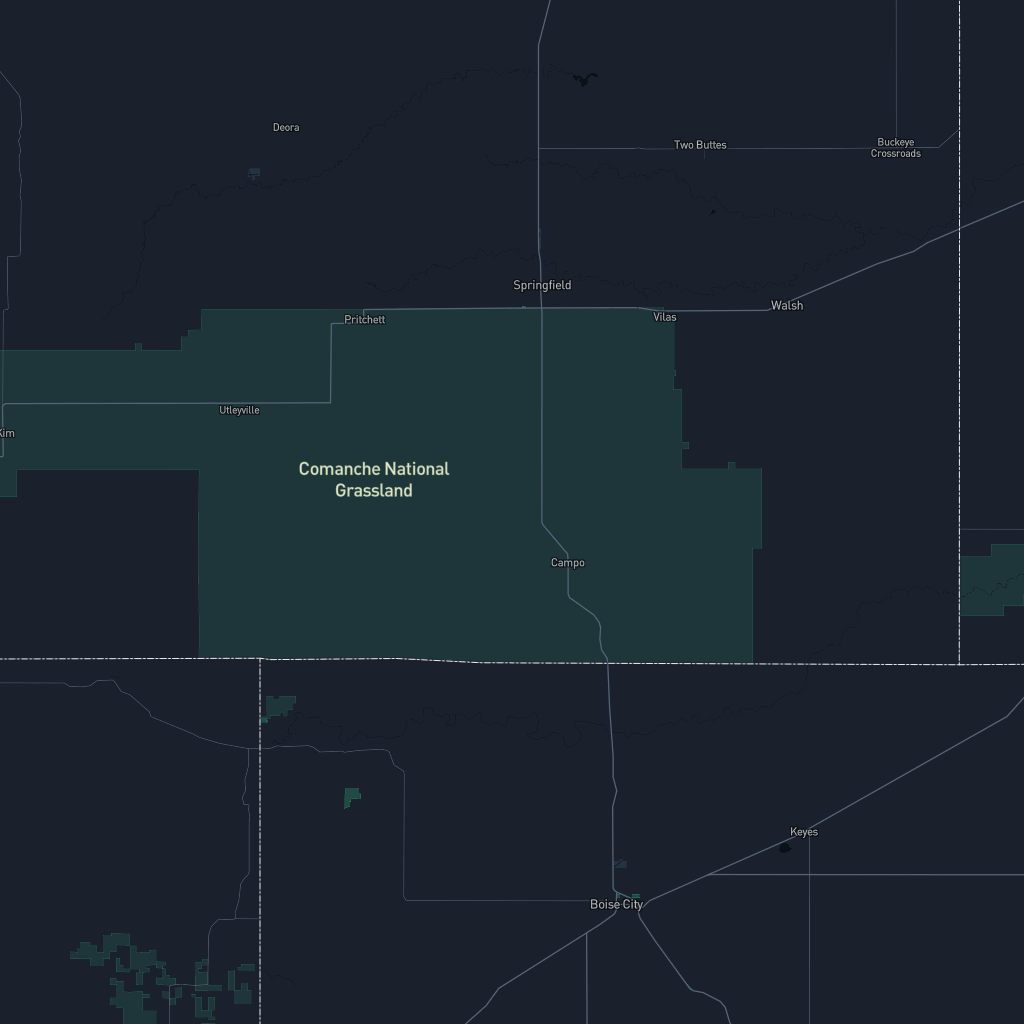 Deora
Two Buttes
Buckeye
Crossroads
Springfield
Walsh
Pritchett
Vilas
Utleyville
Kim
Comanche National
Grassland
Campo
Keyes
Boise City